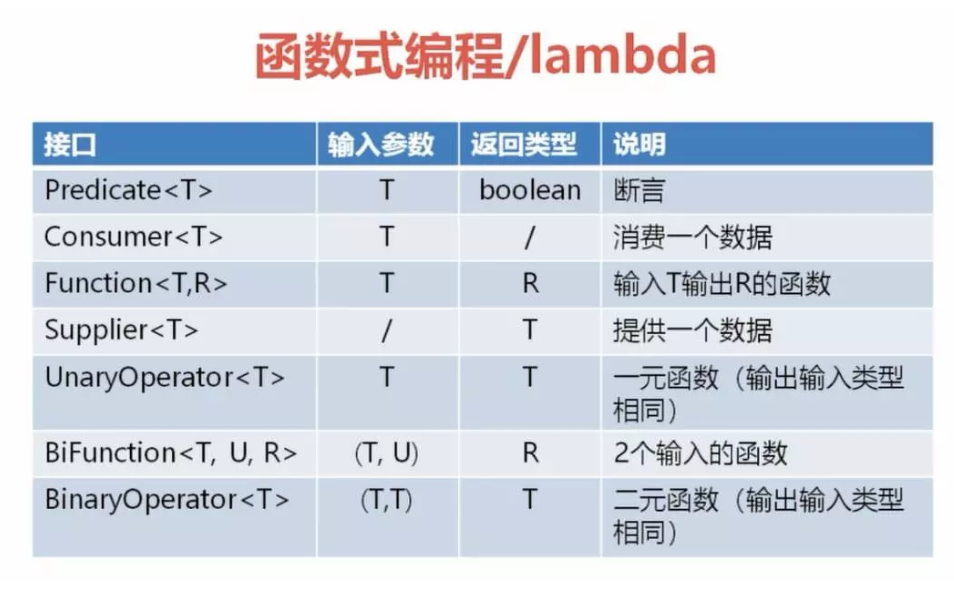 函数式编程/lambda
接口 输入参数 返回类型 说明
Predicate<T> T boolean 断言
Consumer<T> T / 消费一个数据
Function<T,R> T R 输入T输出R的函数
Supplier<T> / T 提供一个数据
UnaryOperator<T> T T 一元函数（输出输入类型
相同）
BiFunction<T, U, R> (T, U) R 2个输入的函数
BinaryOperator<T> (T,T) T 二元函数（输出输入类型
相同）